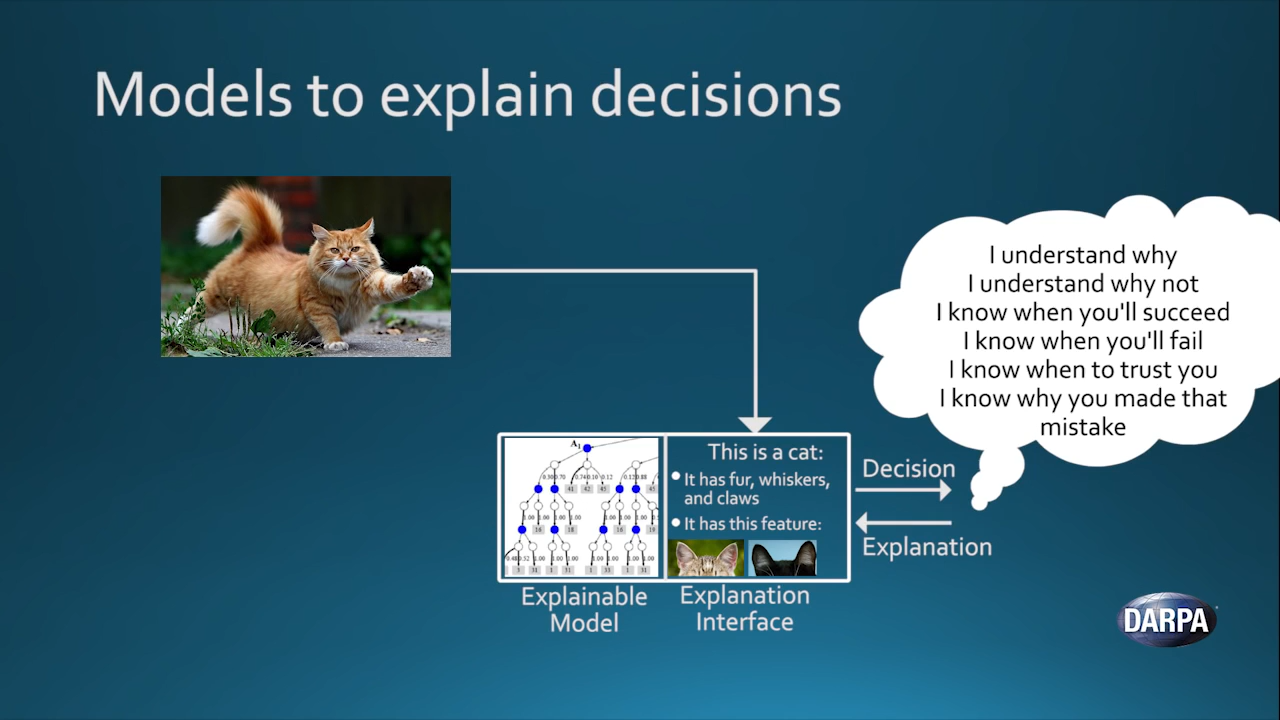 Models to explain decisions
I understand why
I understand why not
I know when you'll succeed
I know when you'll fail
I know when to trust you
I know why you made that
mistake
This is a cat:
It has fur, whiskers,
and claws
It has this feature:
Decision
Explanation
Explainable
Model
Explanation
Interface
DARPA